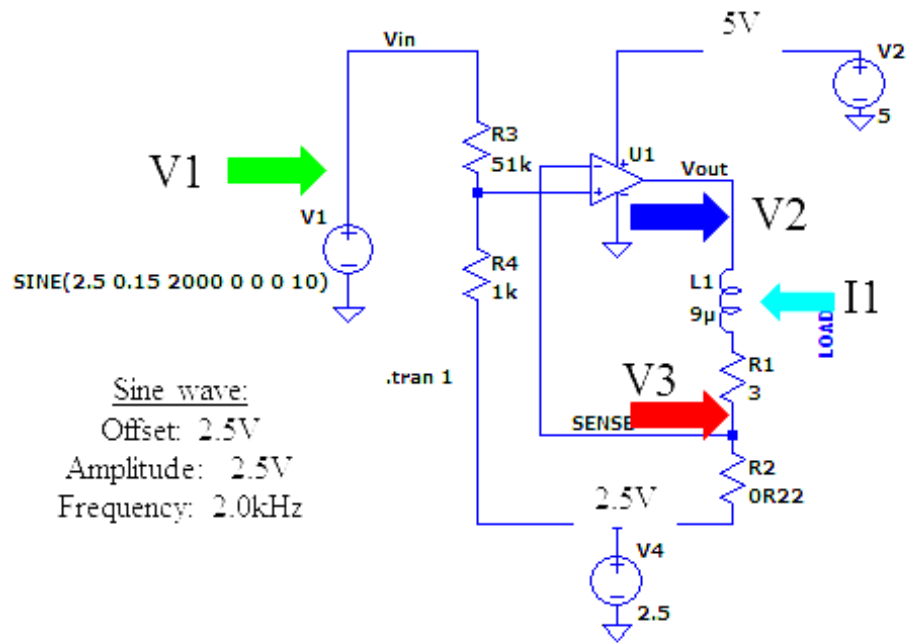 5V
Vin
V2
5
R3
51k
U1
Vout
V1
V1
V2
SINE(2.5 0.15 2000 0 0 0 10)
R4
1k
L1
9µ
I1
LOAD
.tran 1
V3
R1
3
SENSE
Sine wave:
Offset: 2.5V
Amplitude: 2.5V
Frequency: 2.0kHz
R2
0R22
2.5V
V4
2.5